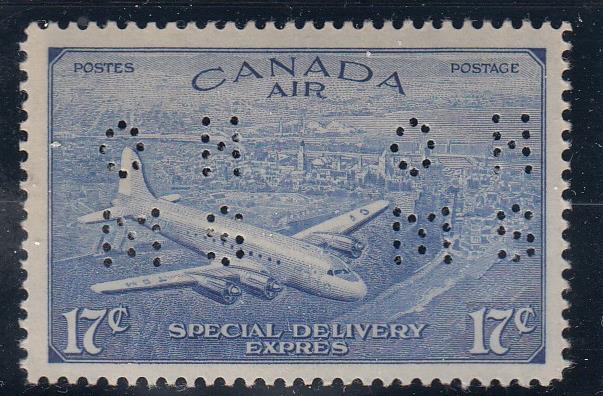 POSTES CANADA POSTAGE
AIR
O H O H
M S M S
17¢ SPECIAL DELIVERY 17¢
EXPRÈS